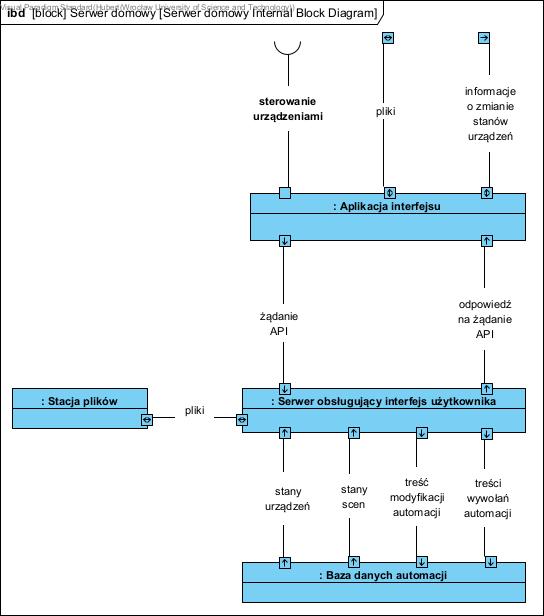 Visual Paradigm Standard(Hubert(Wrocław University of Science and Technology))
ibd [block] Serwer domowy [Serwer domowy Internal Block Diagram]
sterowanie
urządzeniami
pliki
informacje
o zmianie
stanów
urządzeń
: Aplikacja interfejsu
żądanie
API
odpowiedź
na żądanie
API
: Stacja plików
pliki
: Serwer obsługujący interfejs użytkownika
stany
urządzeń
stany
scen
treść
modyfikacji
automacji
treści
wywołań
automacji
: Baza danych automacji